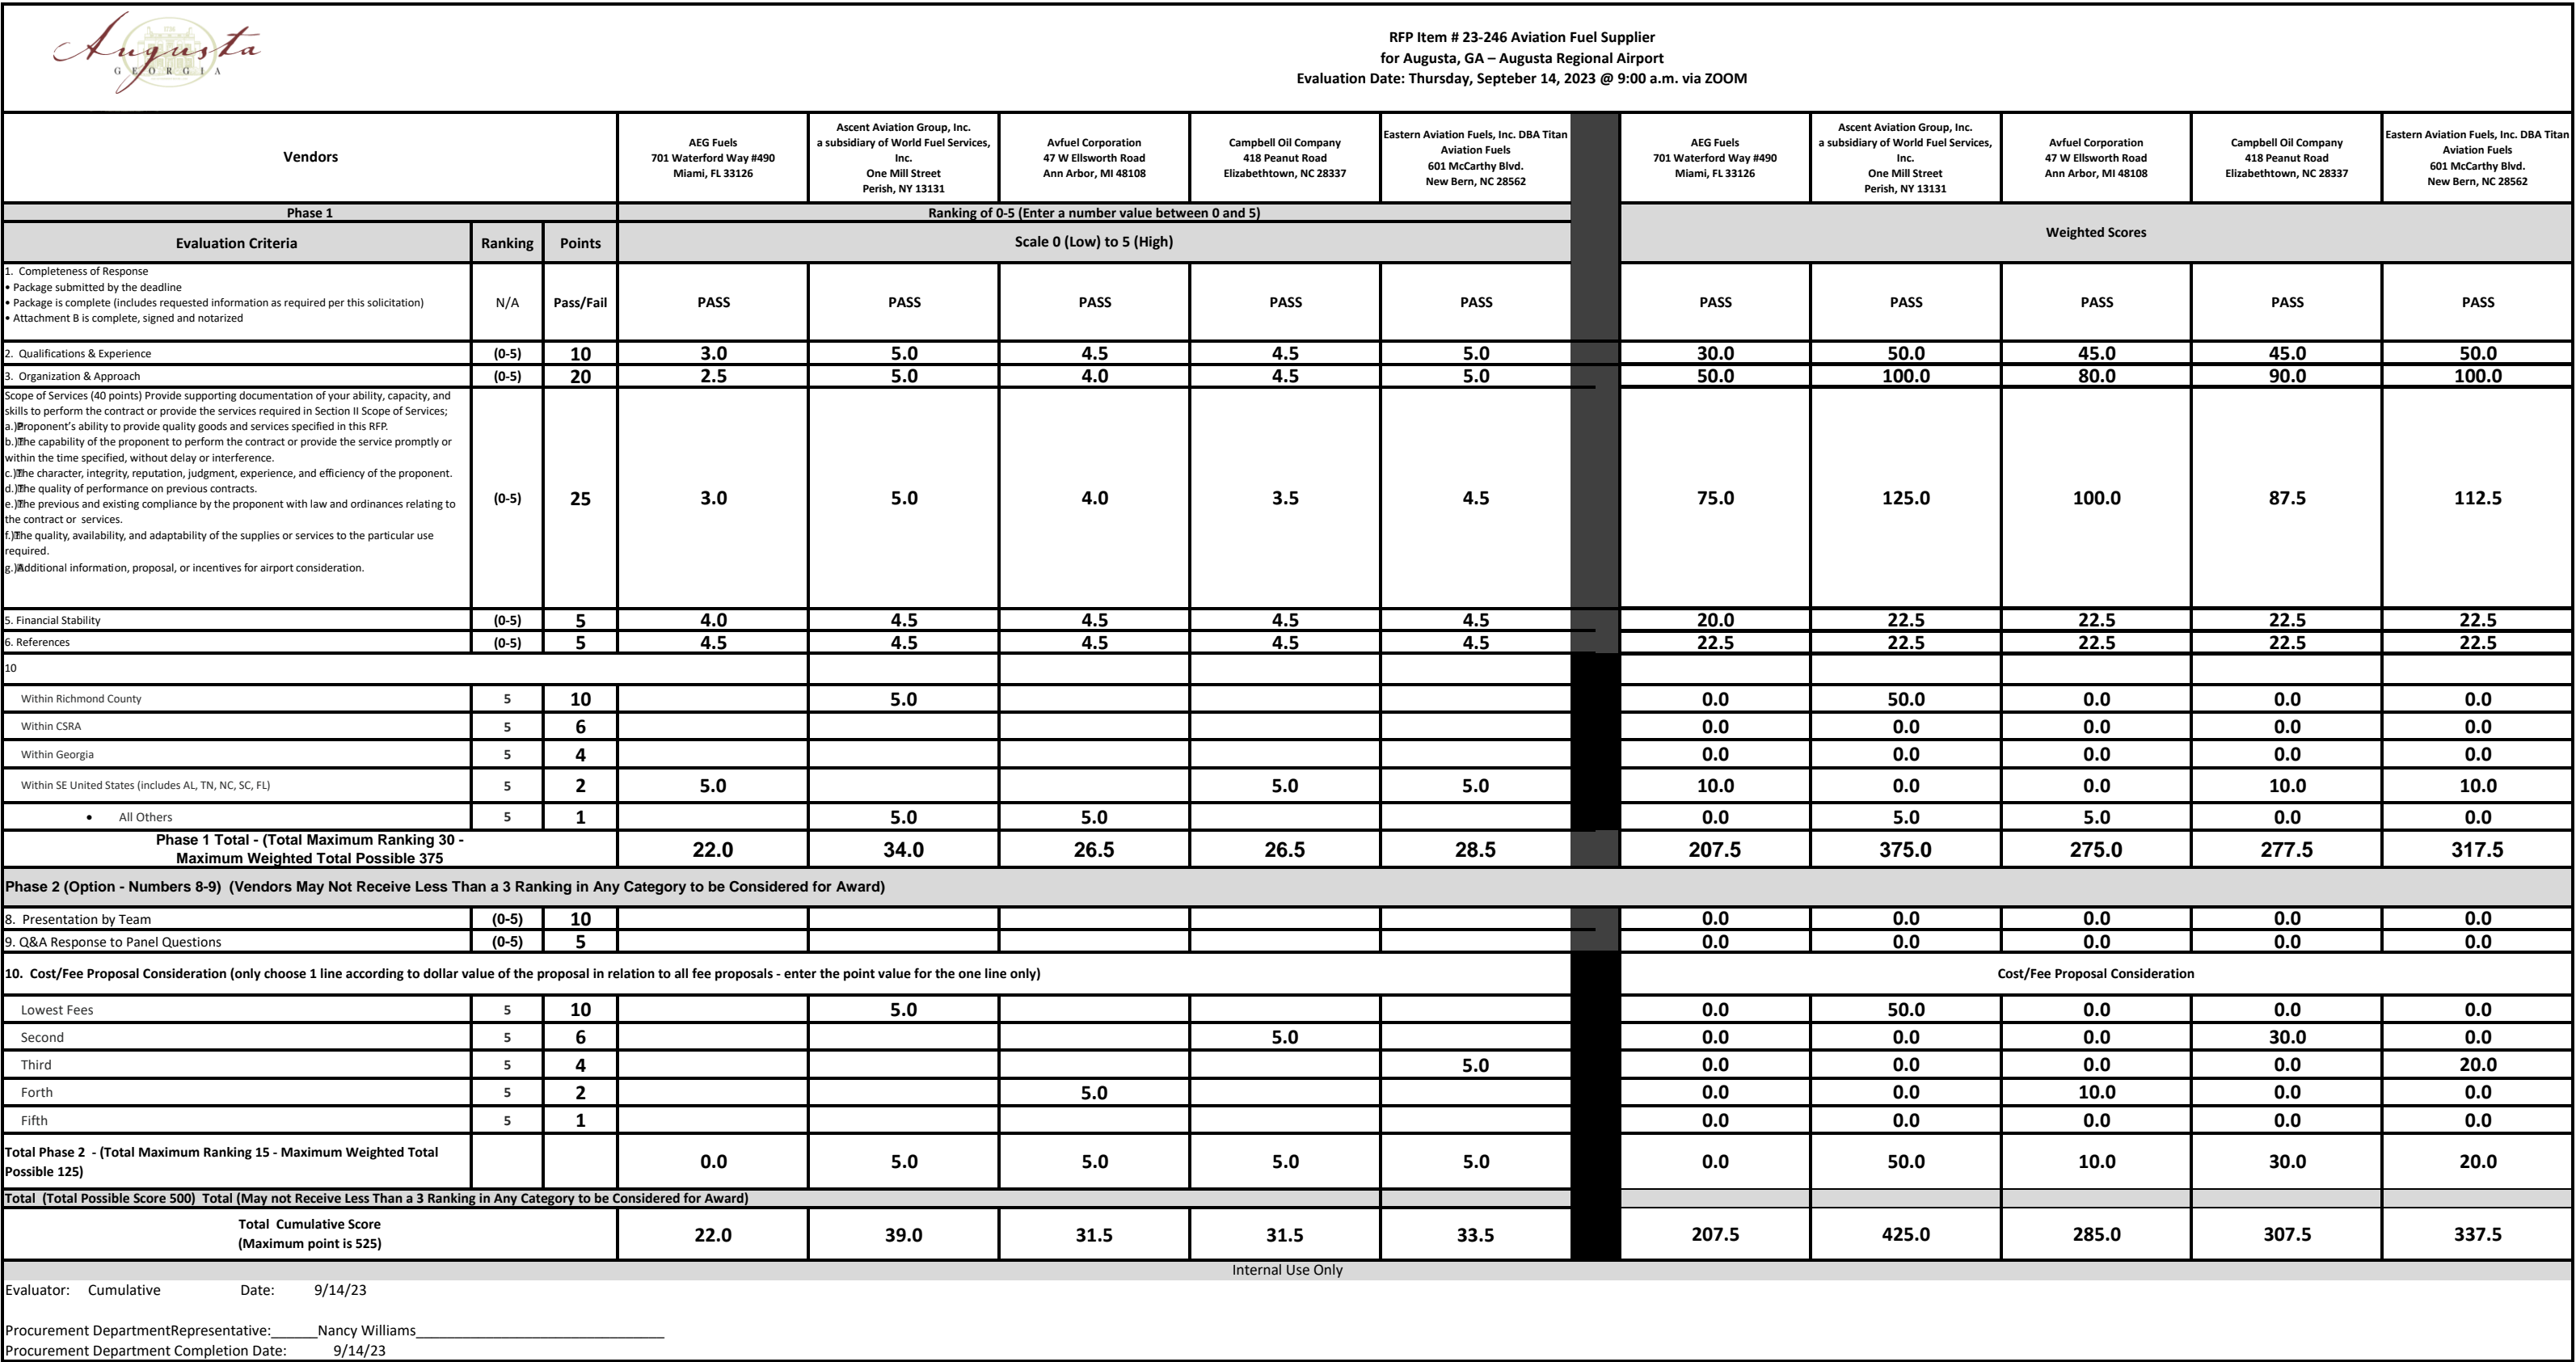 Augusta
GEORGIA
RFP Item # 23-246 Aviation Fuel Supplier
for Augusta, GA – Augusta Regional Airport
Evaluation Date: Thursday, Septeber 14, 2023 @ 9:00 a.m. via ZOOM
Vendors
AEG Fuels
701 Waterford Way #490
Miami, FL 33126
Ascent Aviation Group, Inc.
a subsidiary of World Fuel Services,
Inc.
One Mill Street
Perish, NY 13131
Avfuel Corporation
47 W Ellsworth Road
Ann Arbor, MI 48108
Campbell Oil Company
418 Peanut Road
Elizabethtown, NC 28337
Eastern Aviation Fuels, Inc. DBA Titan
Aviation Fuels
601 McCarthy Blvd.
New Bern, NC 28562
AEG Fuels
701 Waterford Way #490
Miami, FL 33126
Ascent Aviation Group, Inc.
a subsidiary of World Fuel Services,
Inc.
One Mill Street
Perish, NY 13131
Avfuel Corporation
47 W Ellsworth Road
Ann Arbor, MI 48108
Campbell Oil Company
418 Peanut Road
Elizabethtown, NC 28337
Eastern Aviation Fuels, Inc. DBA Titan
Aviation Fuels
601 McCarthy Blvd.
New Bern, NC 28562
Phase 1 Ranking of 0-5 (Enter a number value between 0 and 5)
Evaluation Criteria Ranking Points Scale 0 (Low) to 5 (High) Weighted Scores
1. Completeness of Response
• Package submitted by the deadline
• Package is complete (includes requested information as required per this solicitation)
• Attachment B is complete, signed and notarized
N/A Pass/Fail PASS PASS PASS PASS PASS PASS PASS PASS PASS PASS
2. Qualifications & Experience (0-5) 10 3.0 5.0 4.5 4.5 5.0 30.0 50.0 45.0 45.0 50.0
3. Organization & Approach (0-5) 20 2.5 5.0 4.0 4.5 5.0 50.0 100.0 80.0 90.0 100.0
Scope of Services (40 points) Provide supporting documentation of your ability, capacity, and
skills to perform the contract or provide the services required in Section II Scope of Services;
a.)Proponent's ability to provide quality goods and services specified in this RFP.
b.)The capability of the proponent to perform the contract or provide the service promptly or
within the time specified, without delay or interference.
c.)The character, integrity, reputation, judgment, experience, and efficiency of the proponent.
d.)The quality of performance on previous contracts.
e.)The previous and existing compliance by the proponent with law and ordinances relating to
the contract or services.
f.)The quality, availability, and adaptability of the supplies or services to the particular use
required.
g.)Additional information, proposal, or incentives for airport consideration.
(0-5) 25 3.0 5.0 4.0 3.5 4.5 75.0 125.0 100.0 87.5 112.5
5. Financial Stability (0-5) 5 4.0 4.5 4.5 4.5 4.5 20.0 22.5 22.5 22.5 22.5
6. References (0-5) 5 4.5 4.5 4.5 4.5 4.5 22.5 22.5 22.5 22.5 22.5
10
Within Richmond County 5 10 5.0 0.0 50.0 0.0 0.0 0.0
Within CSRA 5 6 0.0 0.0 0.0 0.0 0.0
Within Georgia 5 4 0.0 0.0 0.0 0.0 0.0
Within SE United States (includes AL, TN, NC, SC, FL) 5 2 5.0 5.0 5.0 10.0 0.0 0.0 10.0 10.0
• All Others 5 1 5.0 5.0 0.0 5.0 5.0 0.0 0.0
Phase 1 Total - (Total Maximum Ranking 30 -
Maximum Weighted Total Possible 375
22.0 34.0 26.5 26.5 28.5 207.5 375.0 275.0 277.5 317.5
Phase 2 (Option - Numbers 8-9) (Vendors May Not Receive Less Than a 3 Ranking in Any Category to be Considered for Award)
8. Presentation by Team (0-5) 10 0.0 0.0 0.0 0.0 0.0
9. Q&A Response to Panel Questions (0-5) 5 0.0 0.0 0.0 0.0 0.0
10. Cost/Fee Proposal Consideration (only choose 1 line according to dollar value of the proposal in relation to all fee proposals - enter the point value for the one line only) Cost/Fee Proposal Consideration
Lowest Fees 5 10 5.0 0.0 50.0 0.0 0.0 0.0
Second 5 6 5.0 0.0 0.0 0.0 30.0 0.0
Third 5 4 5.0 0.0 0.0 0.0 0.0 20.0
Forth 5 2 5.0 0.0 0.0 10.0 0.0 0.0
Fifth 5 1 0.0 0.0 0.0 0.0 0.0
Total Phase 2 - (Total Maximum Ranking 15 - Maximum Weighted Total
Possible 125)
0.0 5.0 5.0 5.0 5.0 0.0 50.0 10.0 30.0 20.0
Total (Total Possible Score 500) Total (May not Receive Less Than a 3 Ranking in Any Category to be Considered for Award)
Total Cumulative Score
(Maximum point is 525)
22.0 39.0 31.5 31.5 33.5 207.5 425.0 285.0 307.5 337.5
Internal Use Only
Evaluator: Cumulative Date: 9/14/23
Procurement DepartmentRepresentative:______Nancy Williams________________________________
Procurement Department Completion Date: 9/14/23